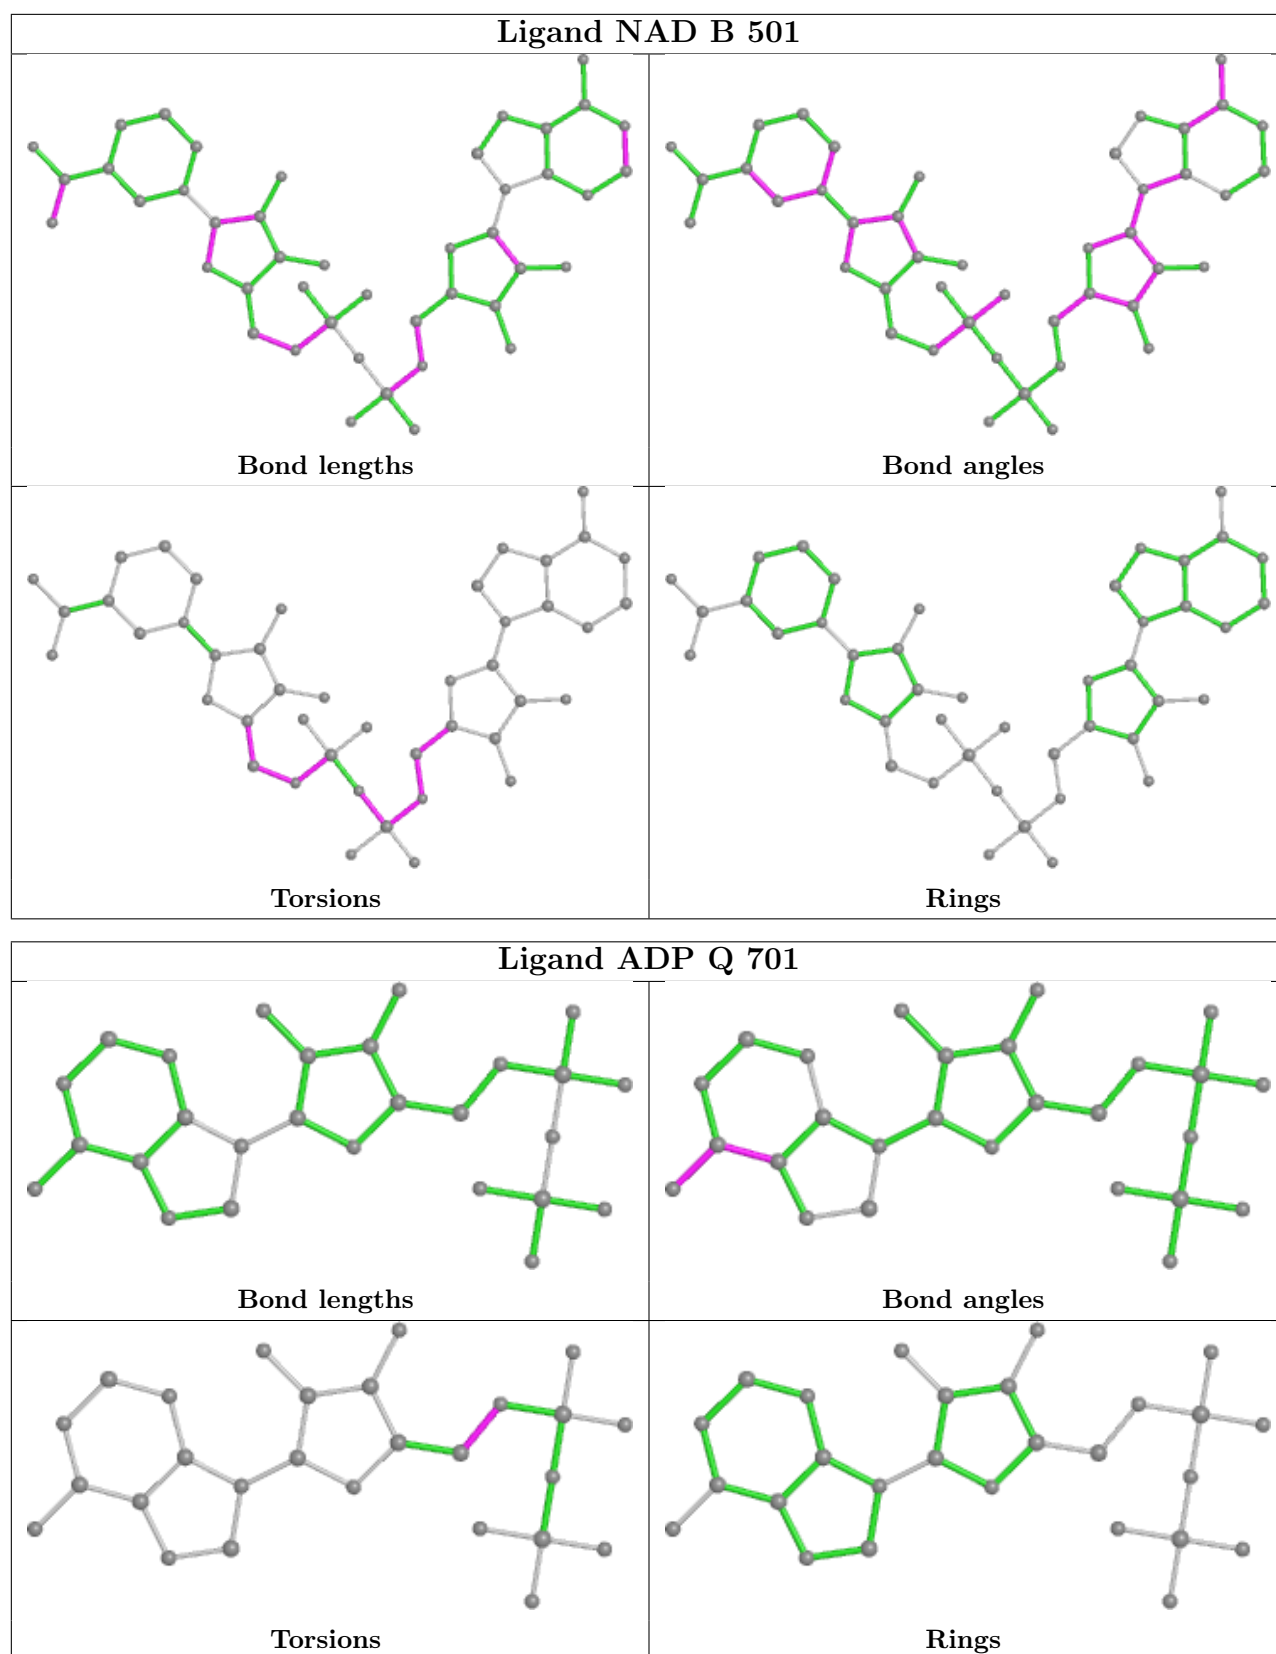 Ligand NAD B 501
Bond lengths
Bond angles
Torsions
Rings
Ligand ADP Q 701
Bond lengths
Bond angles
Torsions
Rings